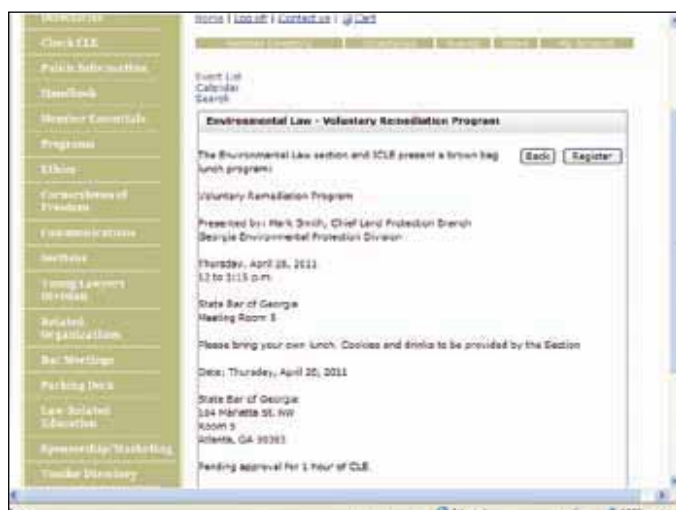 Directories
Home | Log off | Contact us | Cart
Check CLE
Public Information
Handbook
Member Essentials
Programs
Ethics
Cornerstones of
Freedom
Communications
Sections
Young Lawyers
Division
Related
Organizations
Bar Meetings
Parking Deck
Law-Related
Education
Sponsorship/Marketing
Vendor Directory
Event List
Calendar
Search
Environmental Law - Voluntary Remediation Program
Back Register
The Environmental Law section and ICLE present a brown bag
lunch program:
Voluntary Remediation Program
Presented by: Mark Smith, Chief Land Protection Branch
Georgia Environmental Protection Division
Thursday, April 28, 2011
12 to 1:15 p.m.
State Bar of Georgia
Meeting Room 5
Please bring your own lunch. Cookies and drinks to be provided by the Section
Date: Thursday, April 28, 2011
State Bar of Georgia
104 Marietta St. NW
Room 5
Atlanta, GA 30303
Pending approval for 1 hour of CLE.